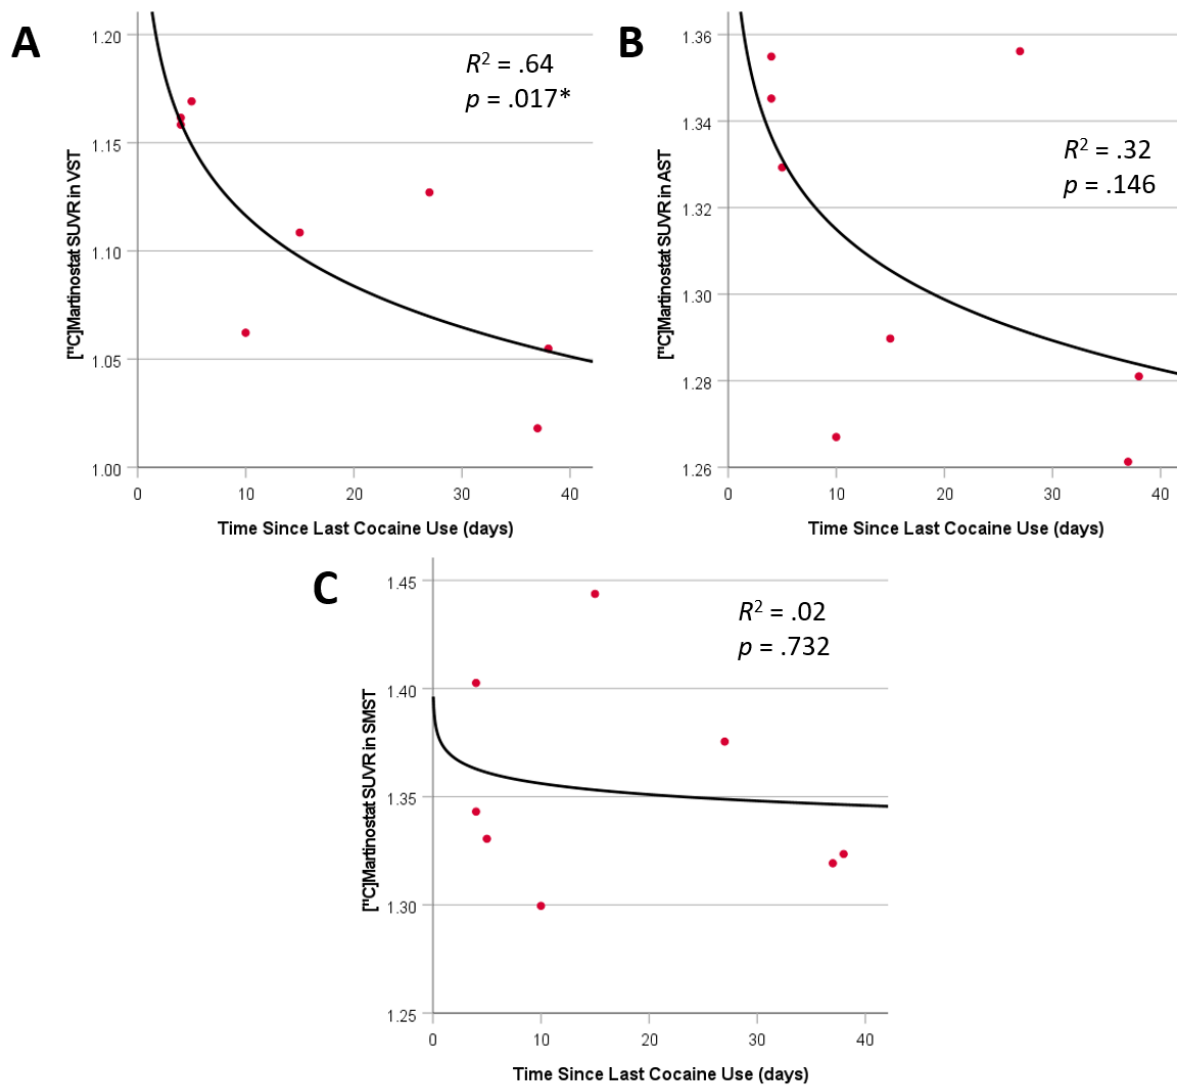 A
[¹¹C]Martinostat SUVR in VST
1.20
1.15
1.10
1.05
1.00
R² = .64
p = .017*
0 10 20 30 40
Time Since Last Cocaine Use (days)
B
[¹¹C]Martinostat SUVR in AST
1.36
1.34
1.32
1.30
1.28
1.26
R² = .32
p = .146
0 10 20 30 40
Time Since Last Cocaine Use (days)
C
[¹¹C]Martinostat SUVR in SMST
1.45
1.40
1.35
1.30
1.25
R² = .02
p = .732
0 10 20 30 40
Time Since Last Cocaine Use (days)